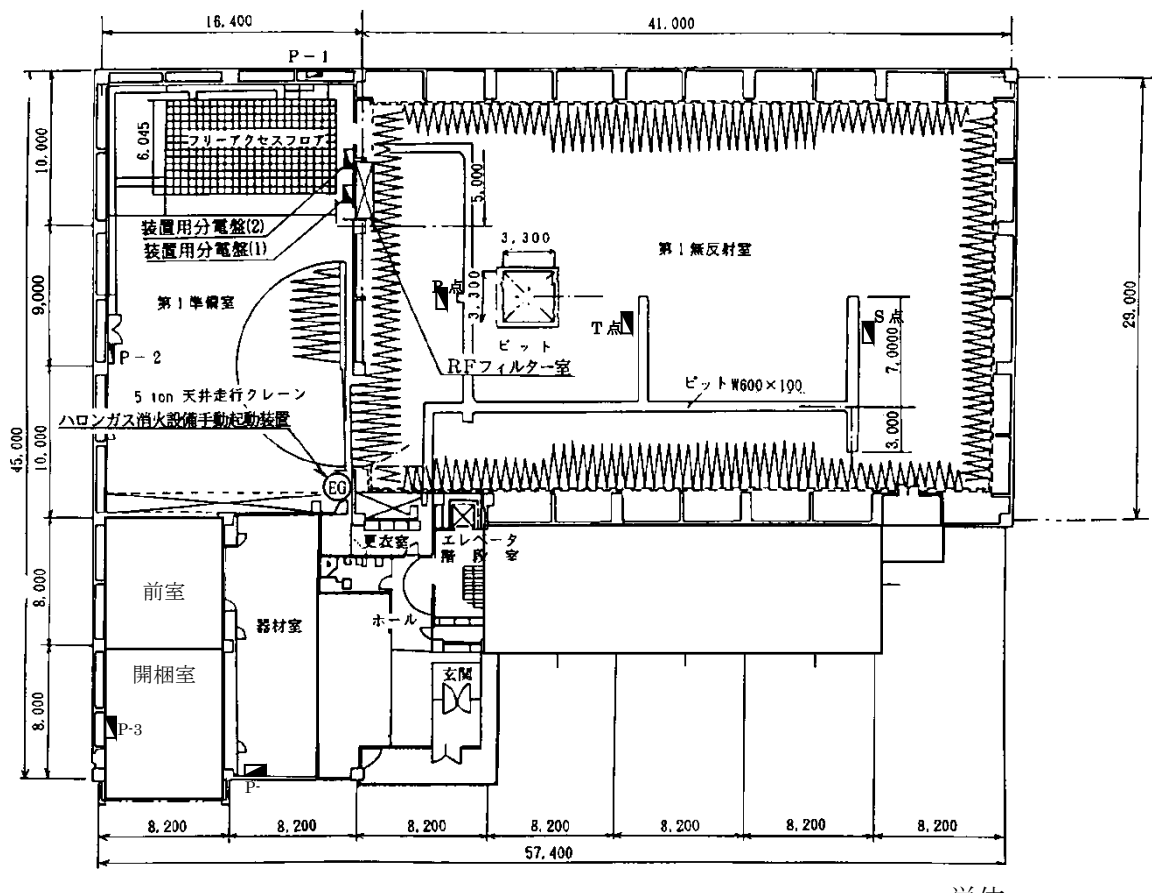 16.400
41.000
P-1
10.000
6.045
フリーアクセスフロア
5,000
装置用分電盤(2)
装置用分電盤(1)
3,300
第1無反射室
29,000
9,000
第1準備室
3,300
T点
S点
ピット
7,0000
P-2
RFフィルター室
5 ton 天井走行クレーン
ピットW600×100
ハロンガス消火設備手動起動装置
3,000
45,000
10,000
EG
更衣室
エレベータ
階段室
前室
8,000
器材室
ホール
開梱室
玄関
8,000
P-3
P-
8,200
8,200
8,200
8,200
8,200
8,200
8,200
57.400